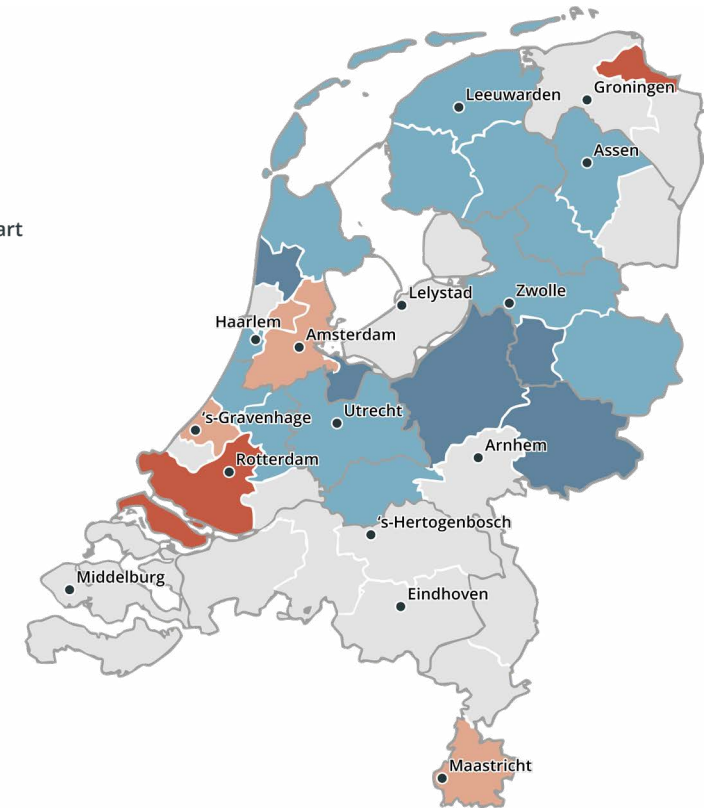 Leeuwarden
Groningen
Assen
art
Lelystad
Zwolle
Haarlem
Amsterdam
's-Gravenhage
Utrecht
Arnhem
Rotterdam
's-Hertogenbosch
Middelburg
Eindhoven
Maastricht